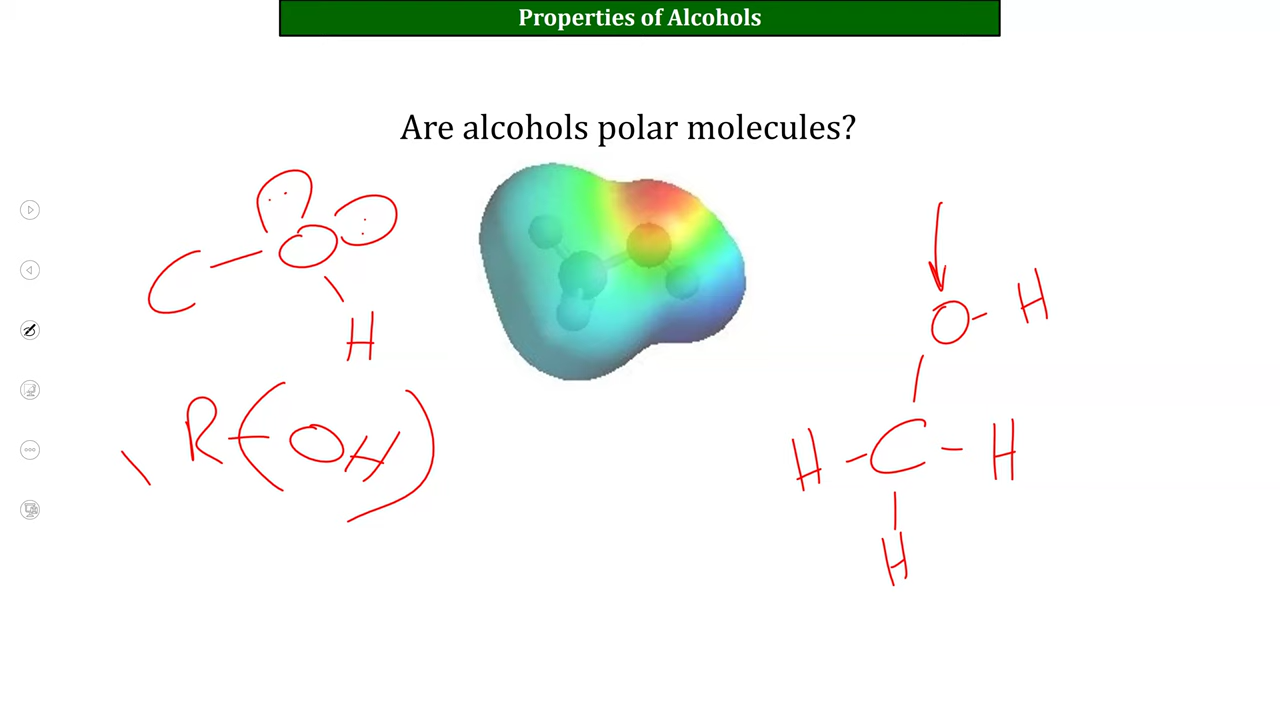 Properties of Alcohols
Are alcohols polar molecules?
C – O
H
R – (OH)
O – H
H – C – H
H